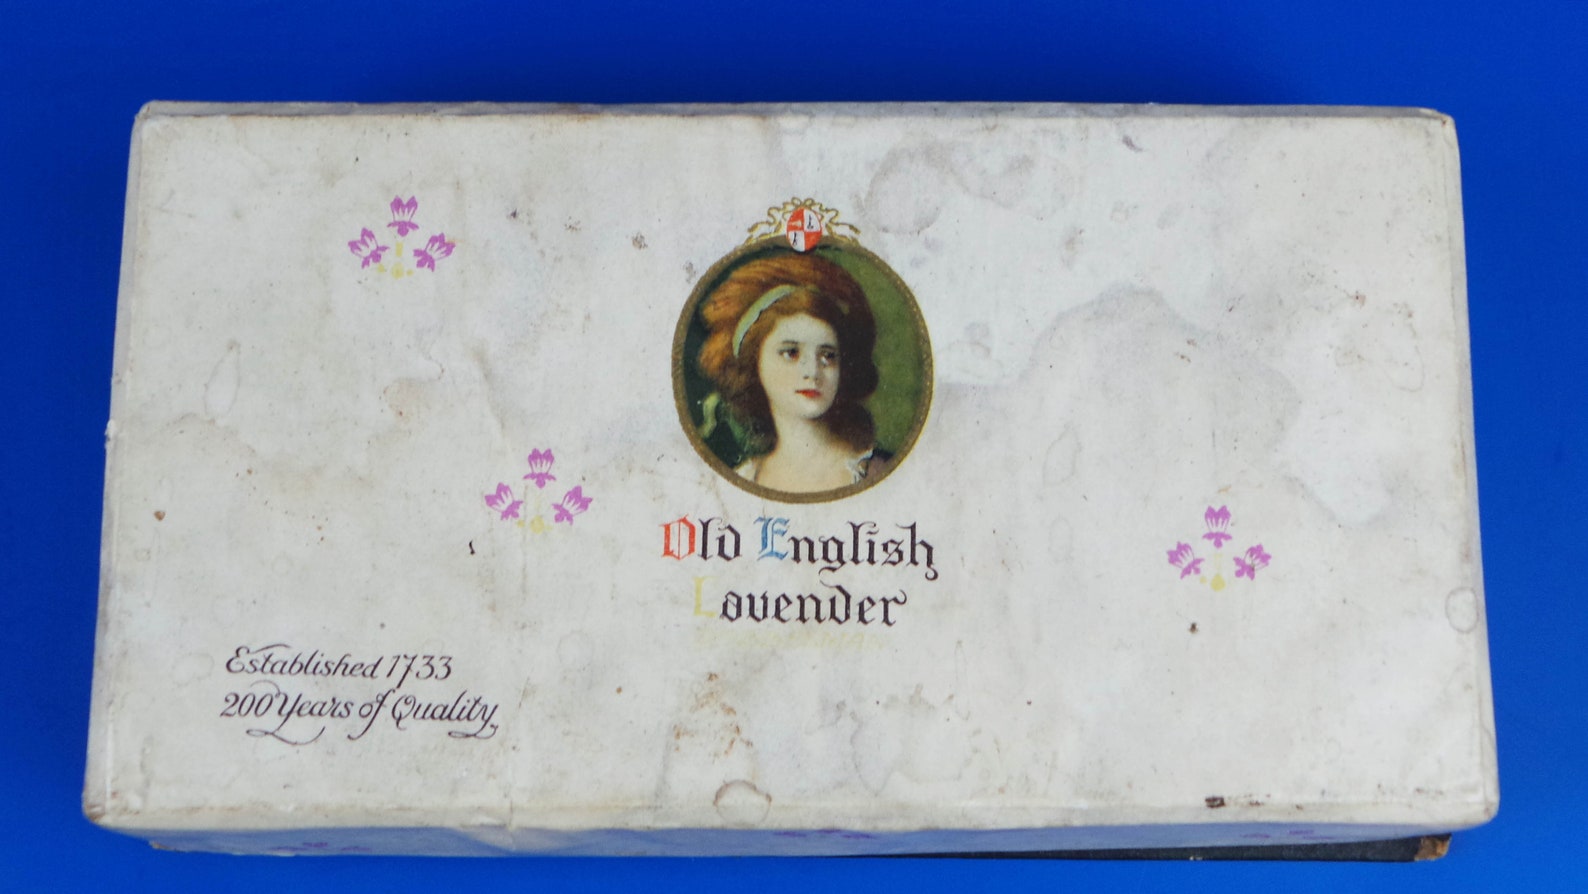 Old English
Lavender
Established 1733
200 Years of Quality